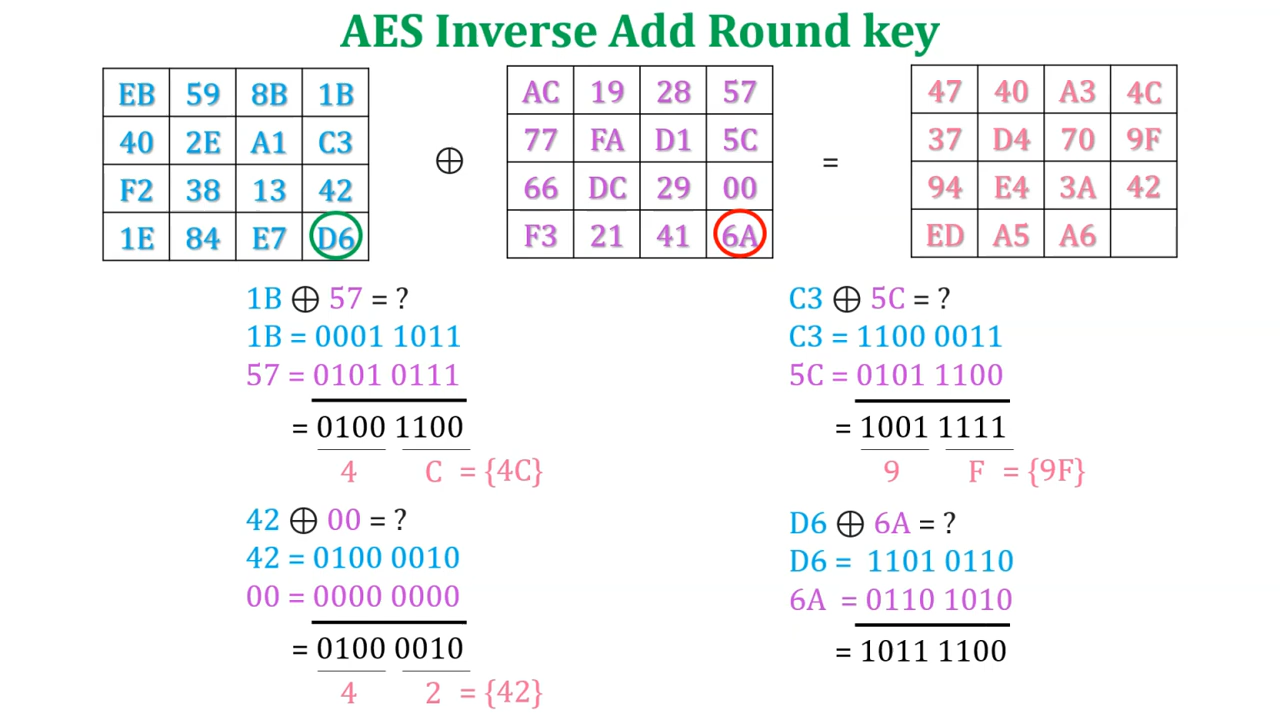 AES Inverse Add Round key
EB 59 8B 1B AC 19 28 57 47 40 A3 4C
40 2E A1 C3 77 FA D1 5C 37 D4 70 9F
⊕ =
F2 38 13 42 66 DC 29 00 94 E4 3A 42
1E 84 E7 D6 F3 21 41 6A ED A5 A6
1B ⊕ 57 = ?
1B = 0001 1011
57 = 0101 0111
= 0100 1100
4 C = {4C}
C3 ⊕ 5C = ?
C3 = 1100 0011
5C = 0101 1100
= 1001 1111
9 F = {9F}
42 ⊕ 00 = ?
42 = 0100 0010
00 = 0000 0000
= 0100 0010
4 2 = {42}
D6 ⊕ 6A = ?
D6 = 1101 0110
6A = 0110 1010
= 1011 1100